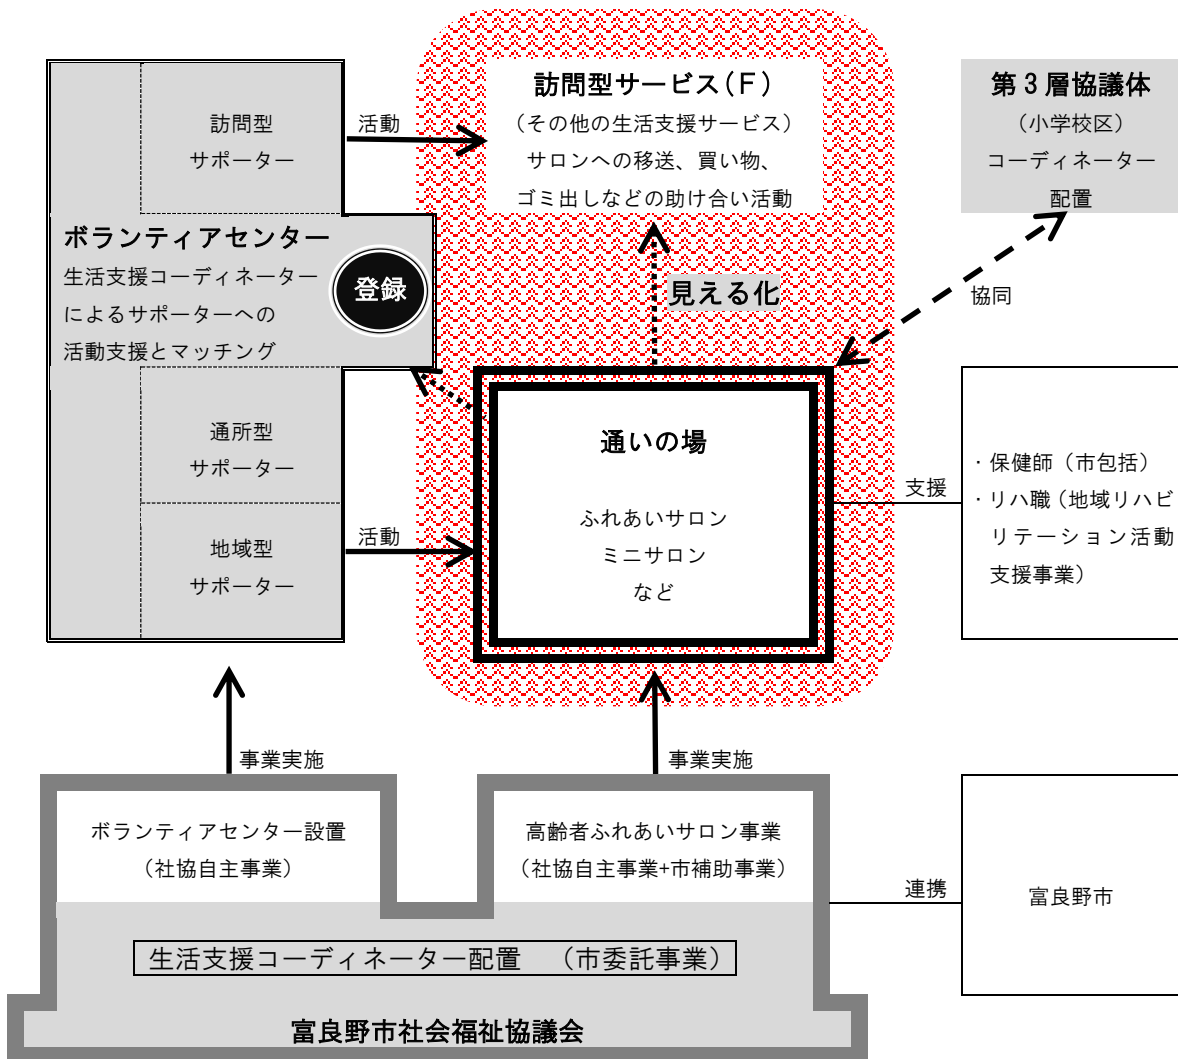 訪問型
サポーター
活動
訪問型サービス(F)
（その他の生活支援サービス）
サロンへの移送、買い物、
ゴミ出しなどの助け合い活動
第3層協議体
（小学校区）
コーディネーター
配置
ボランティアセンター
生活支援コーディネーター
によるサポーターへの
活動支援とマッチング
登録
見える化
協同
通所型
サポーター
地域型
サポーター
活動
通いの場
ふれあいサロン
ミニサロン
など
支援
・保健師（市包括）
・リハ職（地域リハビ
リテーション活動
支援事業）
事業実施
事業実施
ボランティアセンター設置
（社協自主事業）
高齢者ふれあいサロン事業
（社協自主事業+市補助事業）
連携
富良野市
生活支援コーディネーター配置　（市委託事業）
富良野市社会福祉協議会